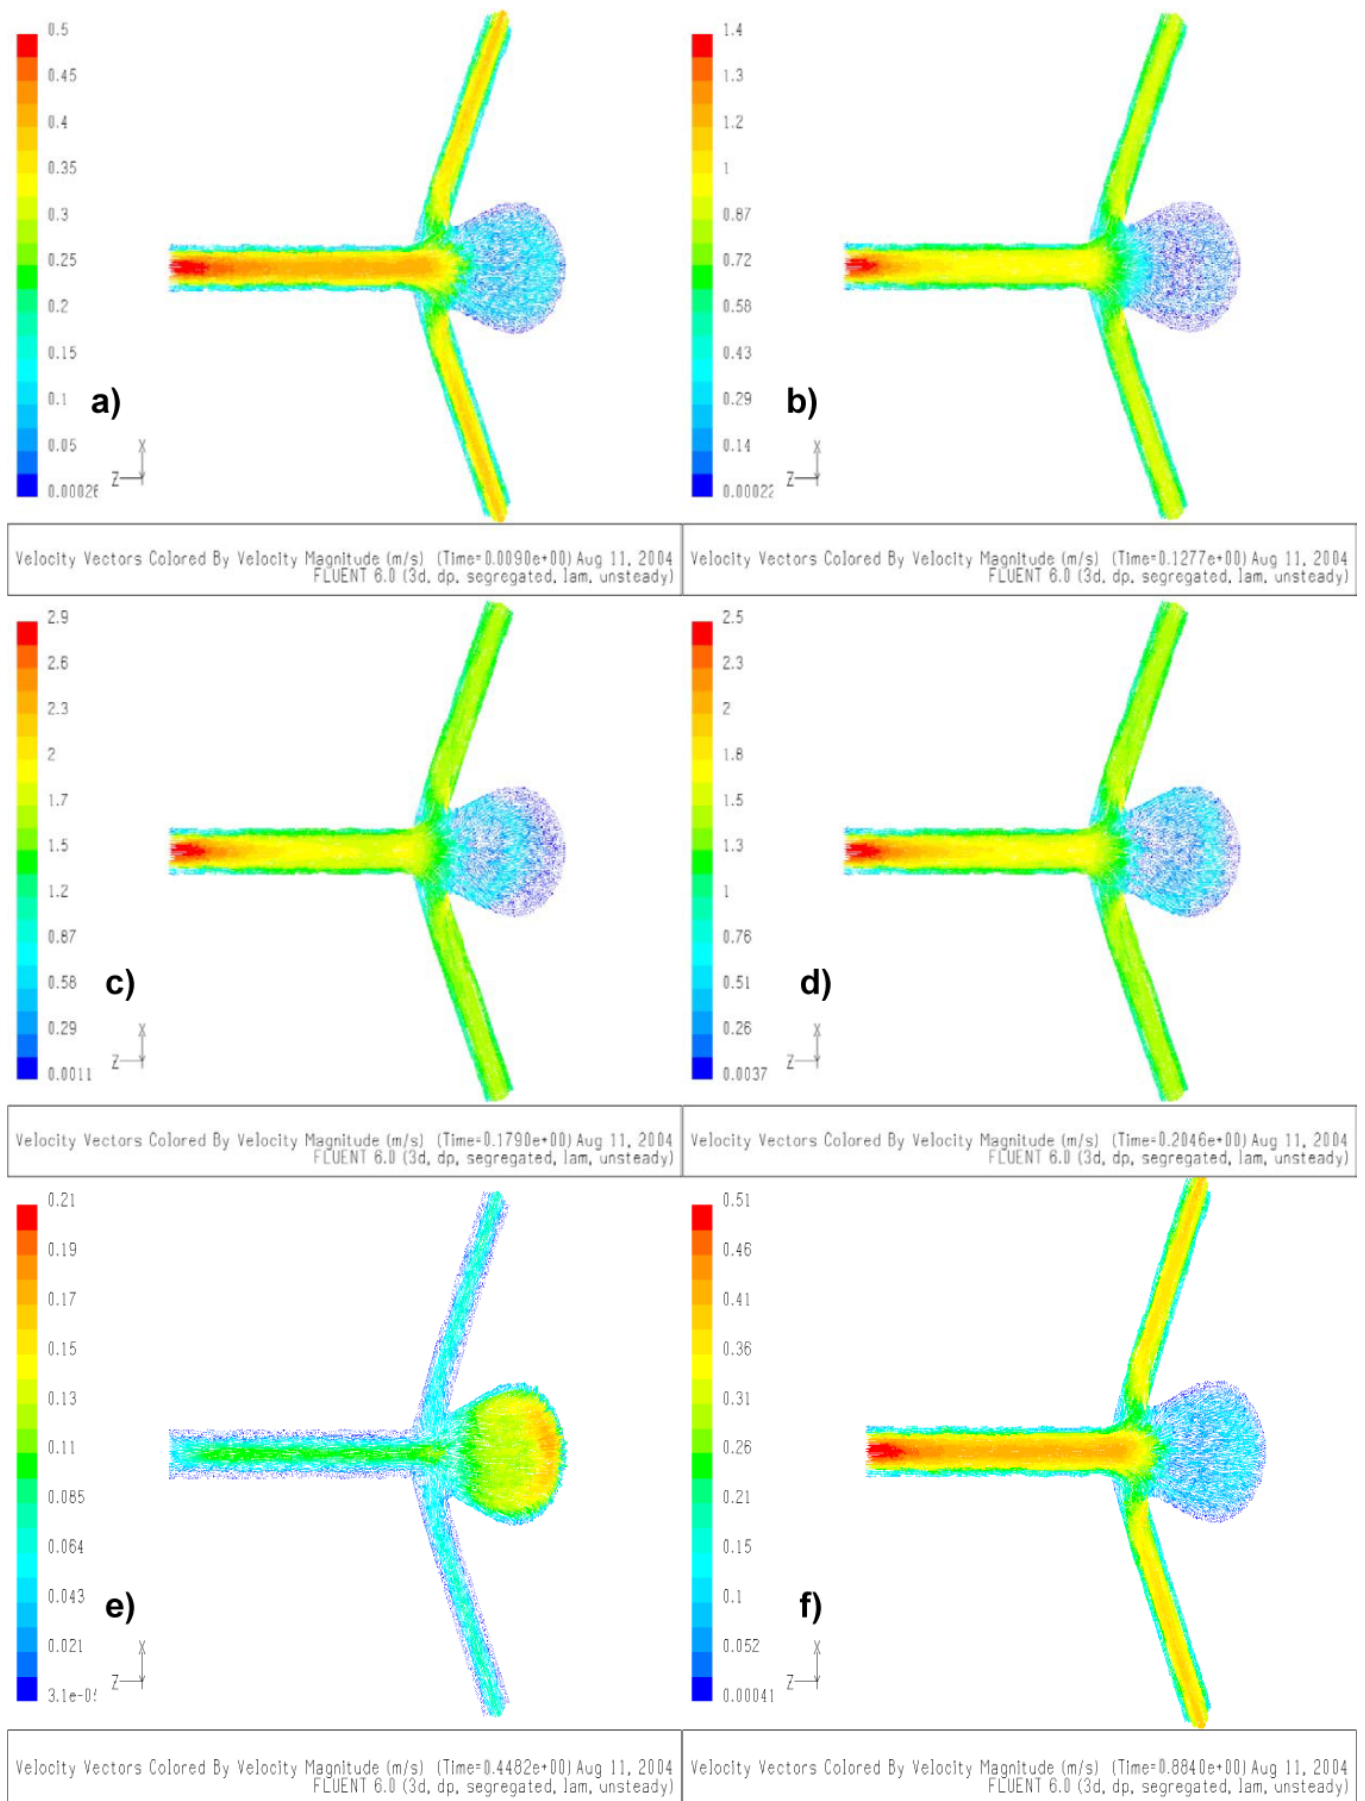 0.5
0.45
0.4
0.35
0.3
0.25
0.2
0.15
0.1
0.05
0.00026
a)
X
Z
Velocity Vectors Colored By Velocity Magnitude (m/s) (Time=0.0090e+00) Aug 11, 2004
FLUENT 6.0 (3d, dp, segregated, lam, unsteady)
1.4
1.3
1.2
1
0.87
0.72
0.58
0.43
0.29
0.14
0.00022
b)
X
Z
Velocity Vectors Colored By Velocity Magnitude (m/s) (Time=0.1277e+00) Aug 11, 2004
FLUENT 6.0 (3d, dp, segregated, lam, unsteady)
2.9
2.6
2.3
2
1.7
1.5
1.2
0.87
0.58
0.29
0.0011
c)
X
Z
Velocity Vectors Colored By Velocity Magnitude (m/s) (Time=0.1790e+00) Aug 11, 2004
FLUENT 6.0 (3d, dp, segregated, lam, unsteady)
2.5
2.3
2
1.8
1.5
1.3
1
0.76
0.51
0.26
0.0037
d)
X
Z
Velocity Vectors Colored By Velocity Magnitude (m/s) (Time=0.2046e+00) Aug 11, 2004
FLUENT 6.0 (3d, dp, segregated, lam, unsteady)
0.21
0.19
0.17
0.15
0.13
0.11
0.085
0.064
0.043
0.021
e)
X
Z
Velocity Vectors Colored By Velocity Magnitude (m/s) (Time=0.4482e+00) Aug 11, 2004
FLUENT 6.0 (3d, dp, segregated, lam, unsteady)
0.51
0.46
0.41
0.36
0.31
0.26
0.21
0.15
0.1
0.052
0.00041
f)
X
Z
Velocity Vectors Colored By Velocity Magnitude (m/s) (Time=0.8840e+00) Aug 11, 2004
FLUENT 6.0 (3d, dp, segregated, lam, unsteady)